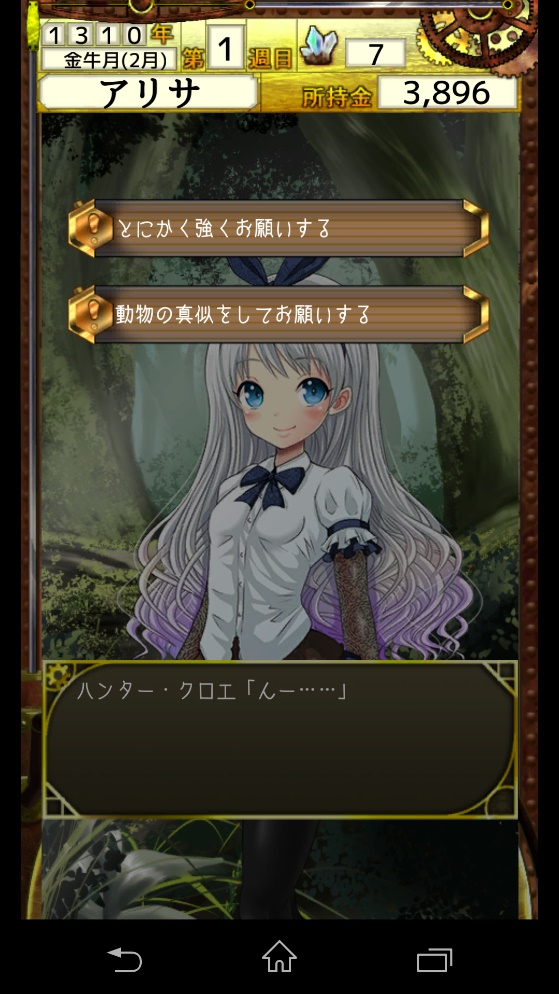 1310年
金牛月(2月)
第1週目
7
アリサ
所持金 3,896
とにかく強くお願いする
動物の真似をしてお願いする
ハンター・クロエ「んー……」